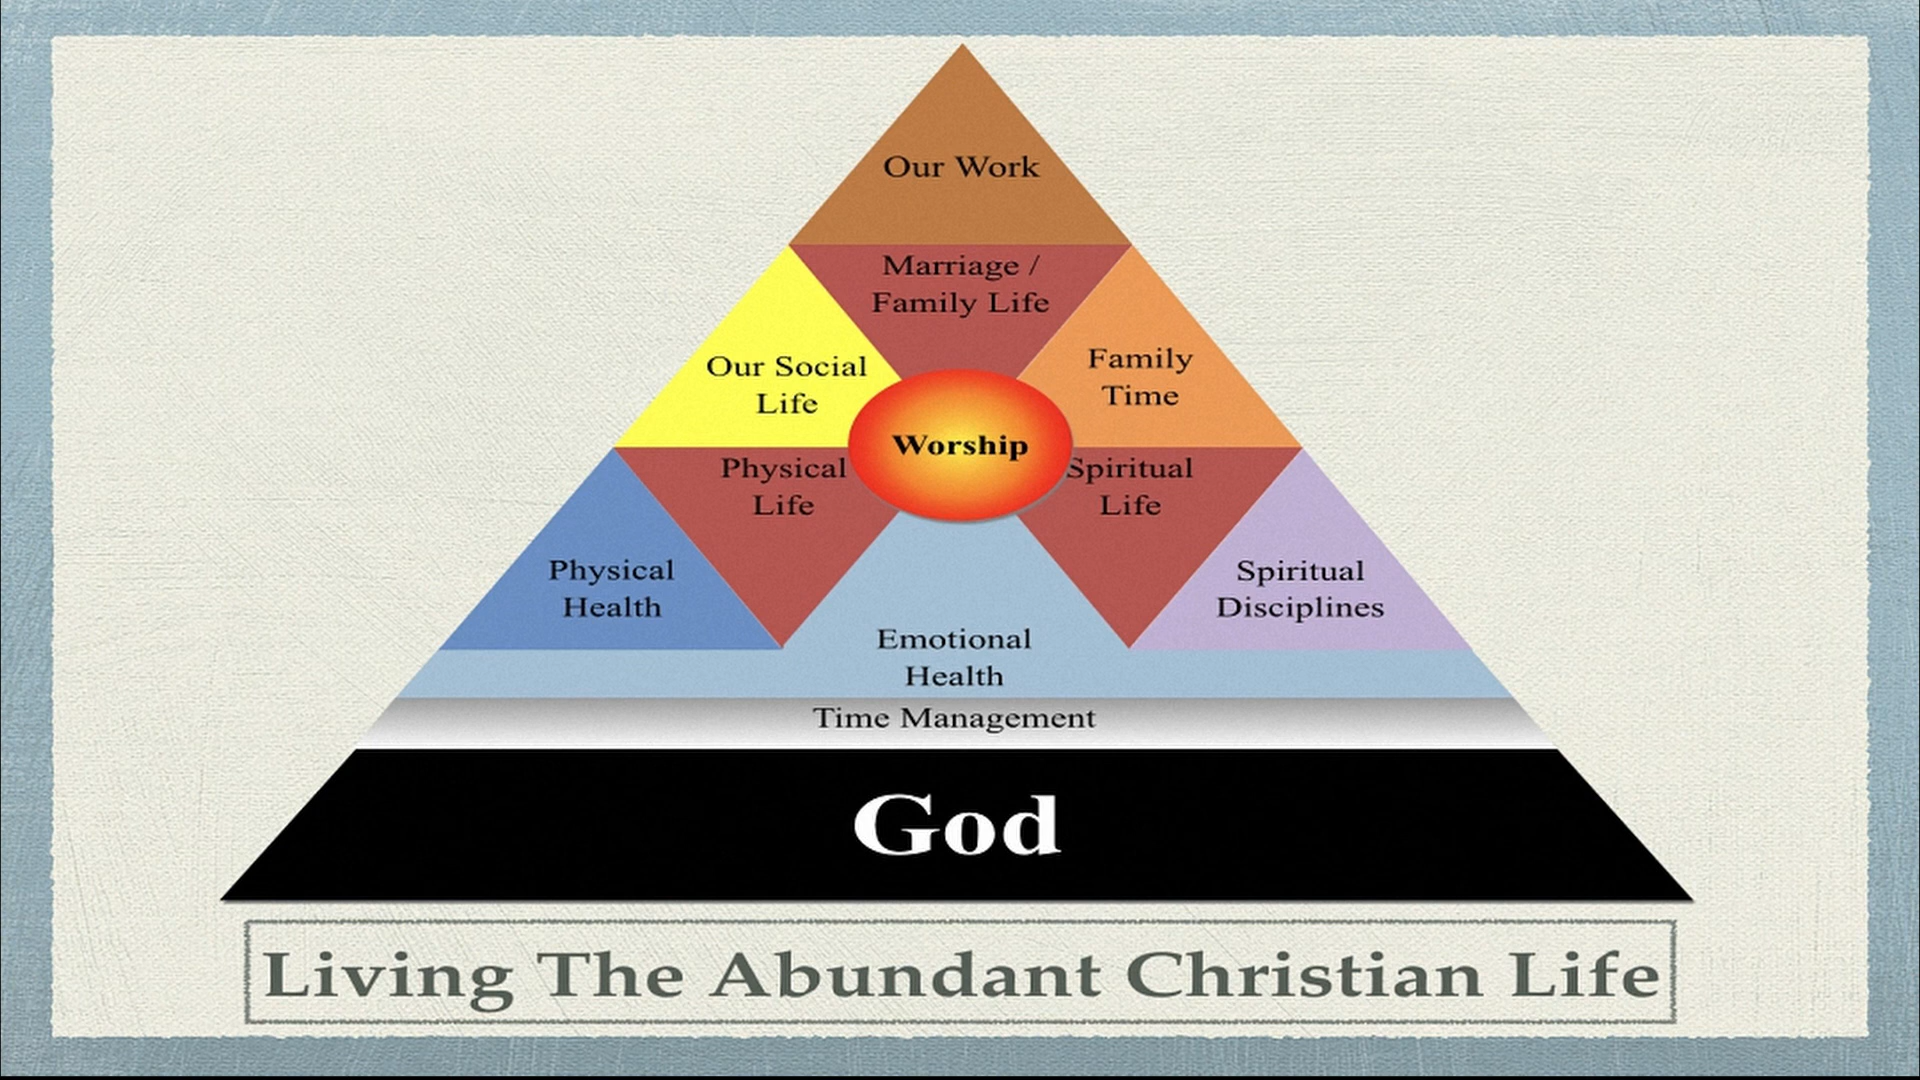 Our Work
Marriage /
Family Life
Our Social
Life
Family
Time
Worship
Physical
Life
Spiritual
Life
Physical
Health
Spiritual
Disciplines
Emotional
Health
Time Management
God
Living The Abundant Christian Life